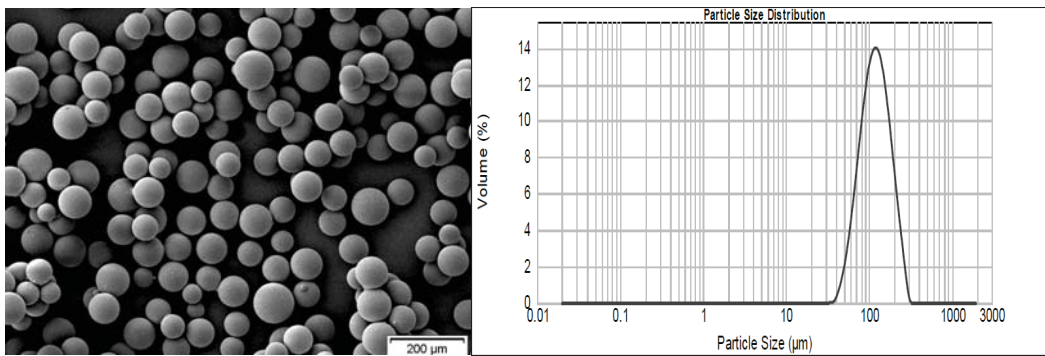 200 µm
Particle Size Distribution
Volume (%)
14
12
10
8
6
4
2
0
0.01 0.1 1 10 100 1000 3000
Particle Size (µm)